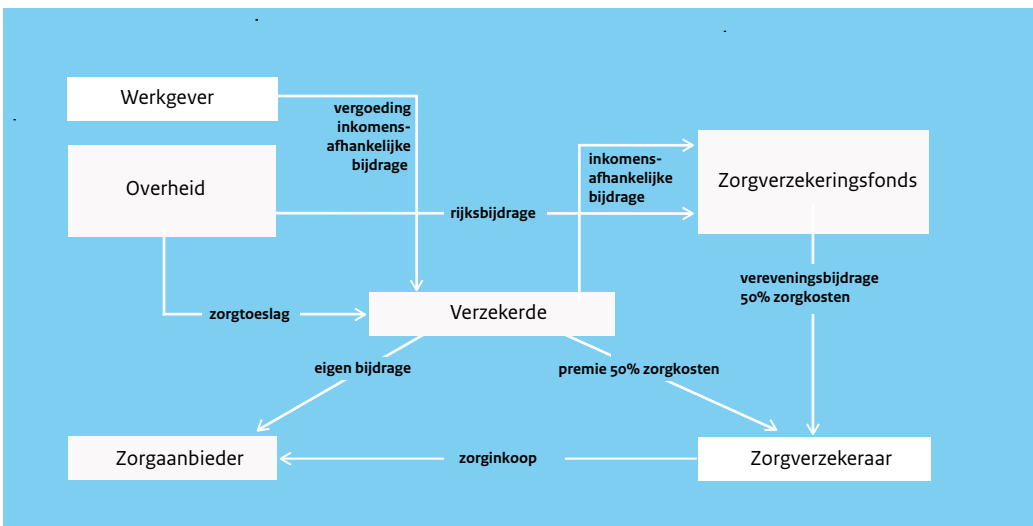 Werkgever
vergoeding
inkomens-
afhankelijke
bijdrage
Overheid
inkomens-
afhankelijke
bijdrage
Zorgverzekeringsfonds
rijksbijdrage
vereveningsbijdrage
50% zorgkosten
zorgtoeslag
Verzekerde
eigen bijdrage
premie 50% zorgkosten
Zorgaanbieder
zorginkoop
Zorgverzekeraar